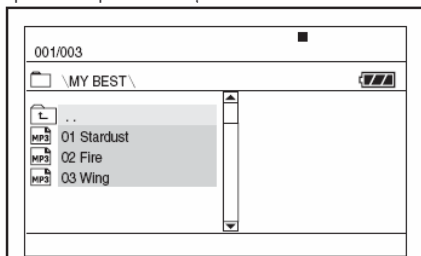 001/003
\MY BEST\
..
MP3 01 Stardust
MP3 02 Fire
MP3 03 Wing